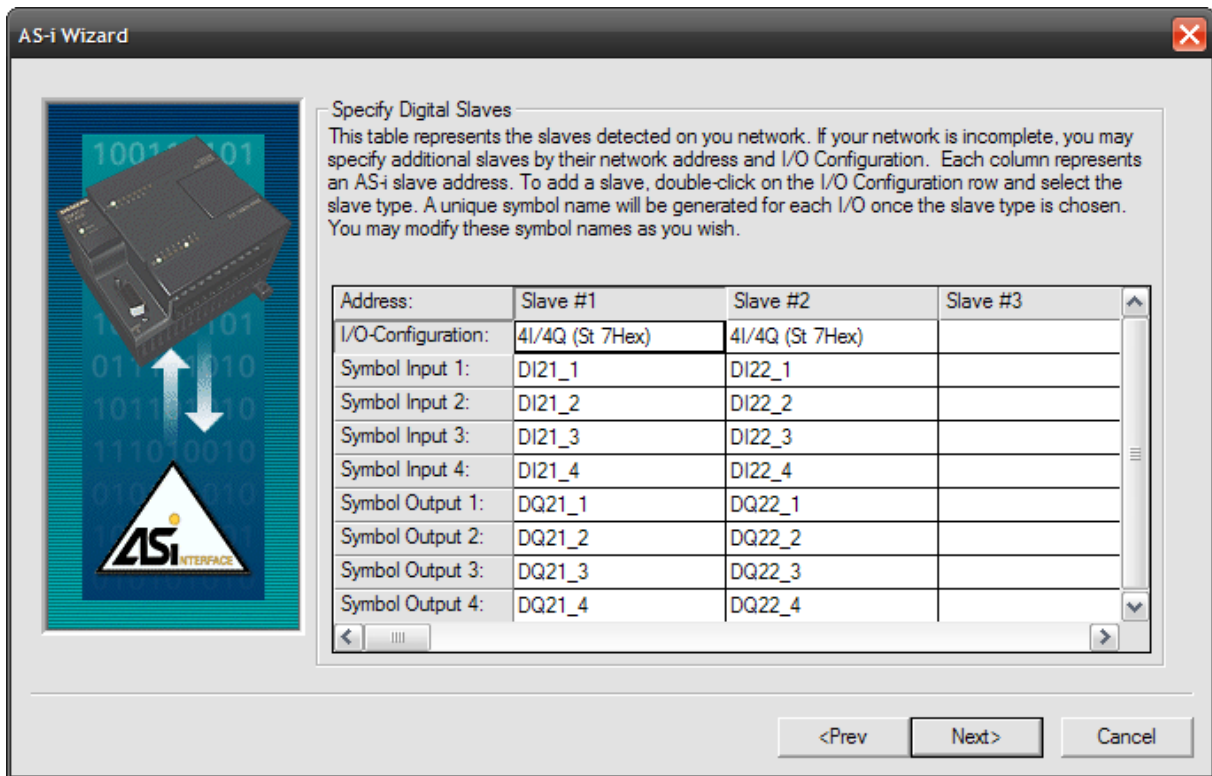 AS-i Wizard
Specify Digital Slaves
This table represents the slaves detected on you network. If your network is incomplete, you may
specify additional slaves by their network address and I/O Configuration. Each column represents
an AS-i slave address. To add a slave, double-click on the I/O Configuration row and select the
slave type. A unique symbol name will be generated for each I/O once the slave type is chosen.
You may modify these symbol names as you wish.
Address: Slave #1 Slave #2 Slave #3
I/O-Configuration: 4I/4Q (St 7Hex) 4I/4Q (St 7Hex)
Symbol Input 1: DI21_1 DI22_1
Symbol Input 2: DI21_2 DI22_2
Symbol Input 3: DI21_3 DI22_3
Symbol Input 4: DI21_4 DI22_4
Symbol Output 1: DQ21_1 DQ22_1
Symbol Output 2: DQ21_2 DQ22_2
Symbol Output 3: DQ21_3 DQ22_3
Symbol Output 4: DQ21_4 DQ22_4
ASi INTERFACE
<Prev Next> Cancel